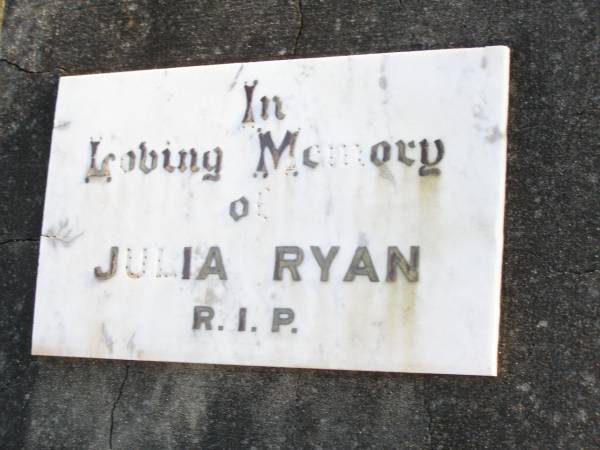 In
Loving Memory
of
JULIA RYAN
R.I.P.